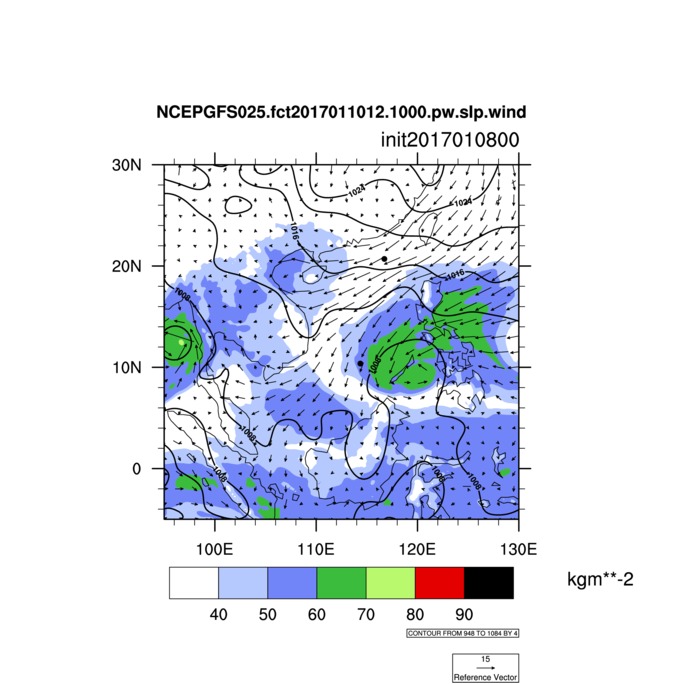 NCEPGFS025.fct2017011012.1000.pw.slp.wind
init2017010800
30N
20N
10N
0
1024
1024
1016
1016
1008
1008
1008
1008
1008
1008
100E
110E
120E
130E
kgm**-2
40
50
60
70
80
90
CONTOUR FROM 948 TO 1084 BY 4
15
Reference Vector